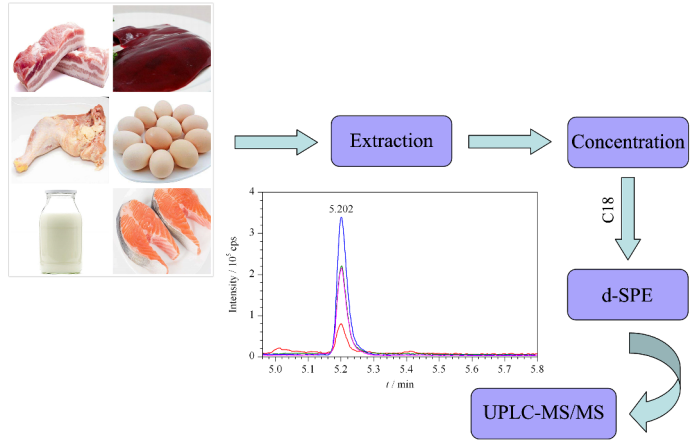 Extraction
Concentration
C18
d-SPE
UPLC-MS/MS
5.202
4
3
2
1
0
Intensity / 10⁵ cps
5.0 5.1 5.2 5.3 5.4 5.5 5.6 5.7 5.8
t / min